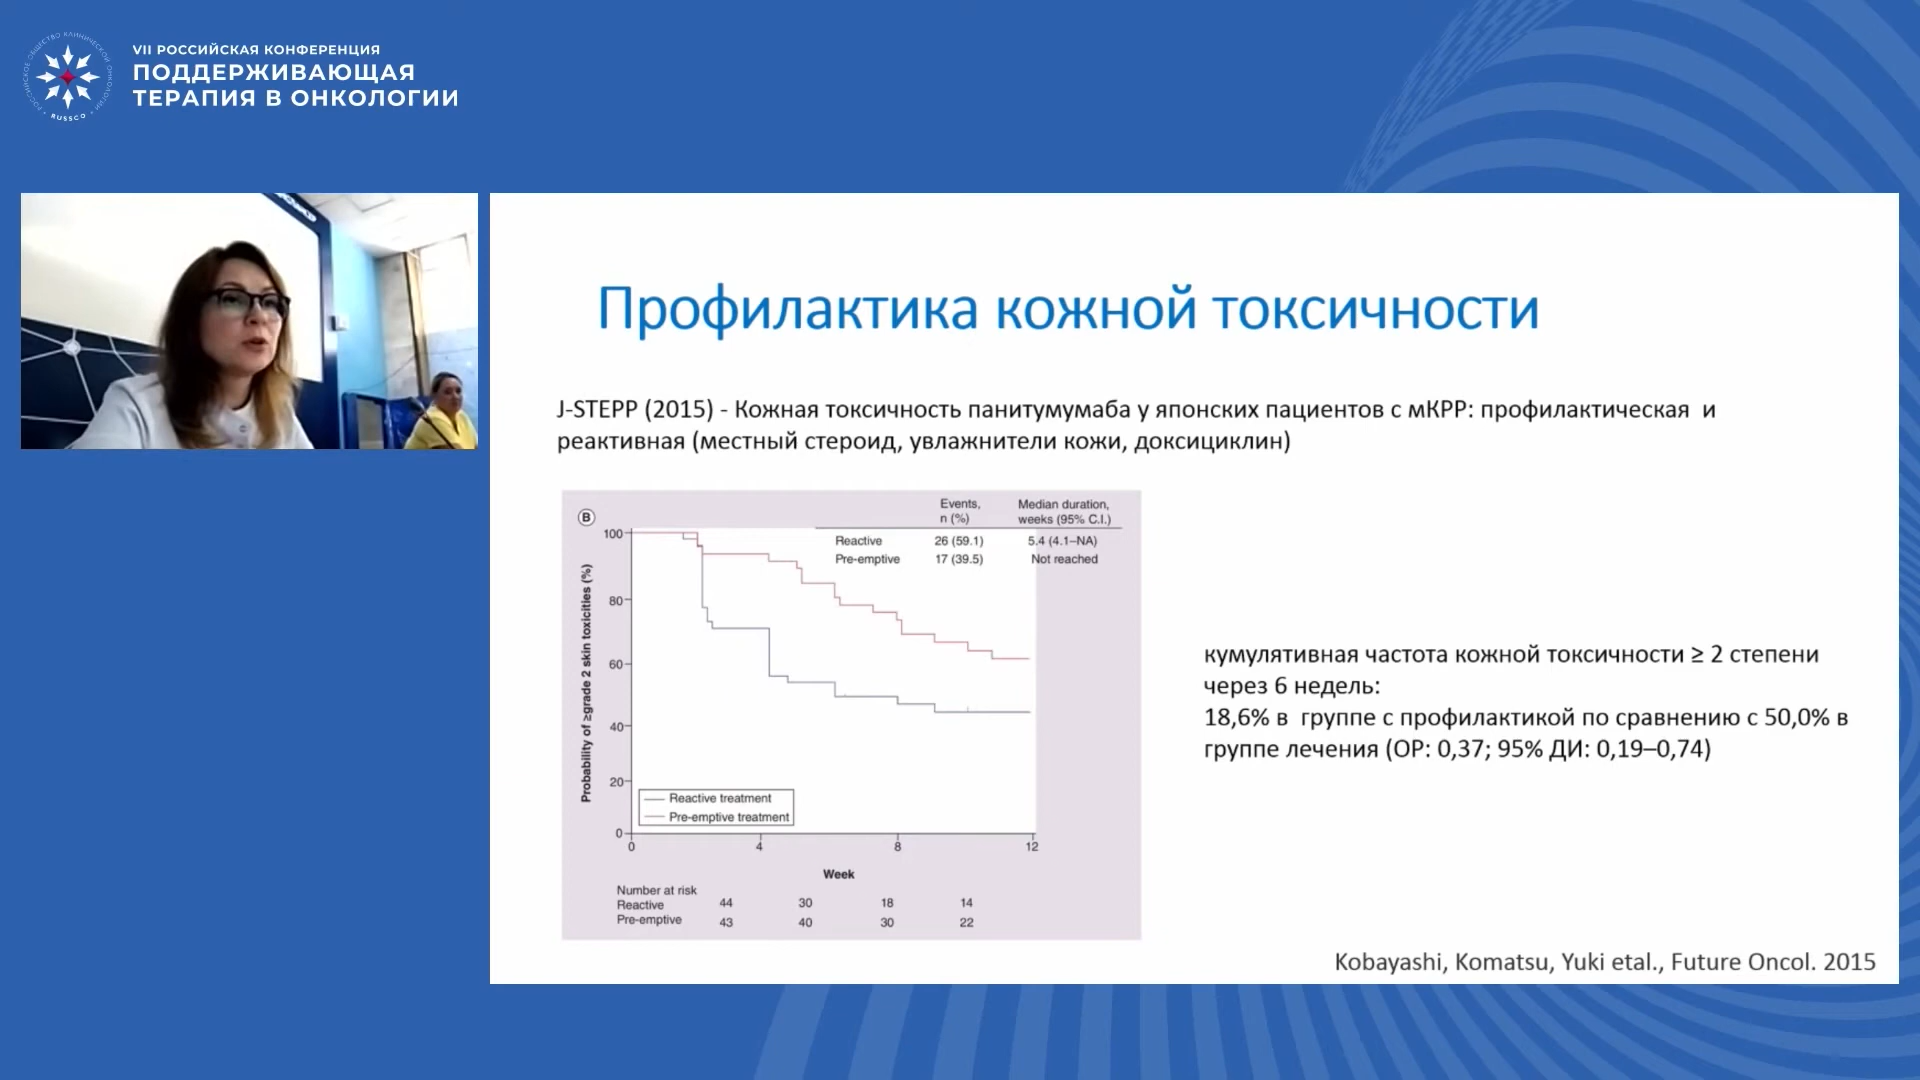 VII РОССИЙСКАЯ КОНФЕРЕНЦИЯ
ПОДДЕРЖИВАЮЩАЯ
ТЕРАПИЯ В ОНКОЛОГИИ
РОССИЙСКОЕ ОБЩЕСТВО КЛИНИЧЕСКОЙ ОНКОЛОГИИ
RUSSCO
Профилактика кожной токсичности
J-STEPP (2015) - Кожная токсичность панитумумаба у японских пациентов с мКРР: профилактическая и
реактивная (местный стероид, увлажнители кожи, доксициклин)
B
Events, Median duration,
n (%) weeks (95% C.I.)
Reactive 26 (59.1) 5.4 (4.1–NA)
Pre-emptive 17 (39.5) Not reached
Probability of ≥grade 2 skin toxicities (%)
100
80
60
40
20
0
Reactive treatment
Pre-emptive treatment
0 4 8 12
Week
Number at risk
Reactive 44 30 18 14
Pre-emptive 43 40 30 22
кумулятивная частота кожной токсичности ≥ 2 степени
через 6 недель:
18,6% в группе с профилактикой по сравнению с 50,0% в
группе лечения (ОР: 0,37; 95% ДИ: 0,19–0,74)
Kobayashi, Komatsu, Yuki etal., Future Oncol. 2015